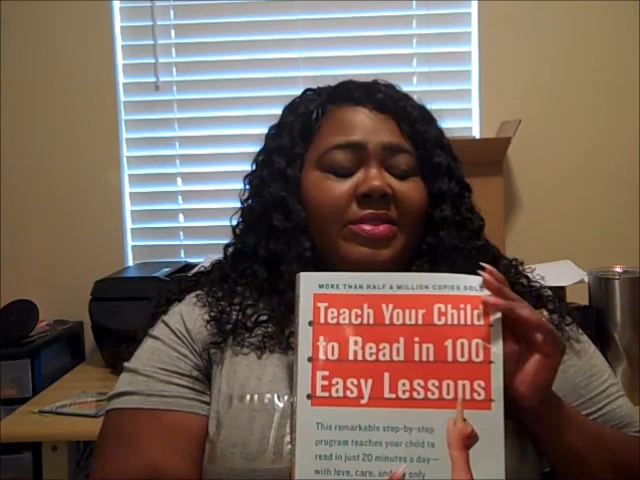 MORE THAN HALF A MILLION COPIES SOLD
Teach Your Child
to Read in 100
Easy Lessons
This remarkable step-by-step
program teaches your child to
read in just 20 minutes a day—
with love, care, and only